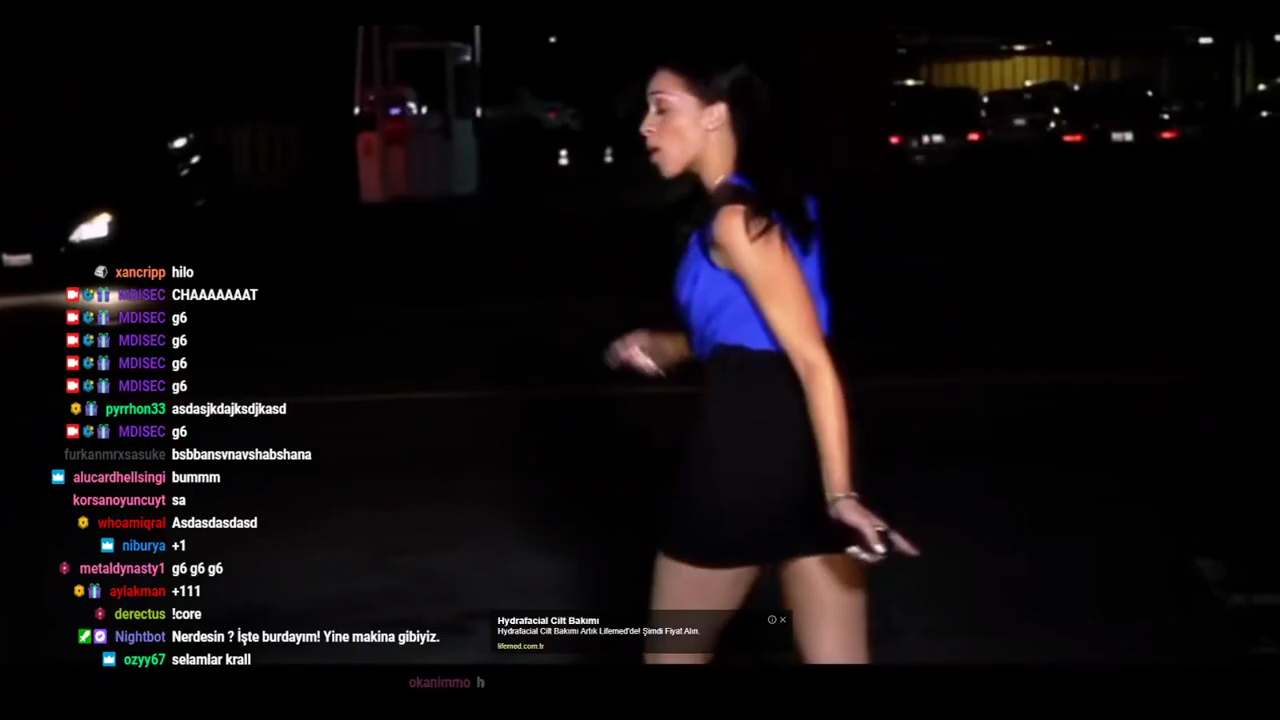 xancripp hilo
MDISEC CHAAAAAAT
MDISEC g6
MDISEC g6
MDISEC g6
MDISEC g6
pyrrhon33 asdasjkdajksdjkasd
MDISEC g6
furkanmrxsasuke bsbbansvnavshabshana
alucardhellsingi bummm
korsanoyuncuyt sa
whoamiqral Asdasdasdasd
niburya +1
metaldynasty1 g6 g6 g6
aylakman +111
derectus !core
Nightbot Nerdesin ? İşte burdayım! Yine makina gibiyiz.
ozyy67 selamlar krall
okanimmo h
Hydrafacial Cilt Bakımı
Hydrafacial Cilt Bakımı Artık Lifemed'de! Şimdi Fiyat Alın.
lifemed.com.tr